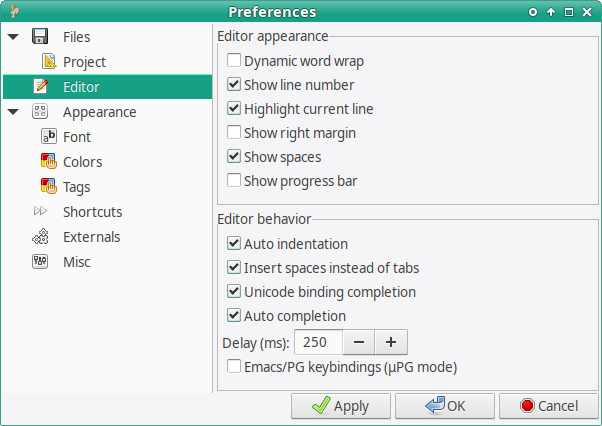 Preferences
Files
Project
Editor
Appearance
Font
Colors
Tags
Shortcuts
Externals
Misc
Editor appearance
Dynamic word wrap
Show line number
Highlight current line
Show right margin
Show spaces
Show progress bar
Editor behavior
Auto indentation
Insert spaces instead of tabs
Unicode binding completion
Auto completion
Delay (ms): 250
Emacs/PG keybindings (μPG mode)
Apply OK Cancel